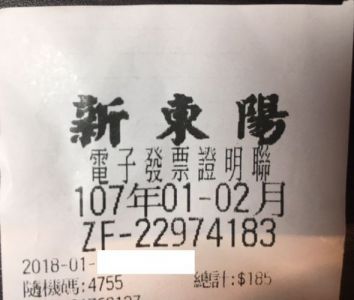 新東陽
電子發票證明聯
107年01-02月
ZF-22974183
2018-01-
隨機碼:4755 總計:$185